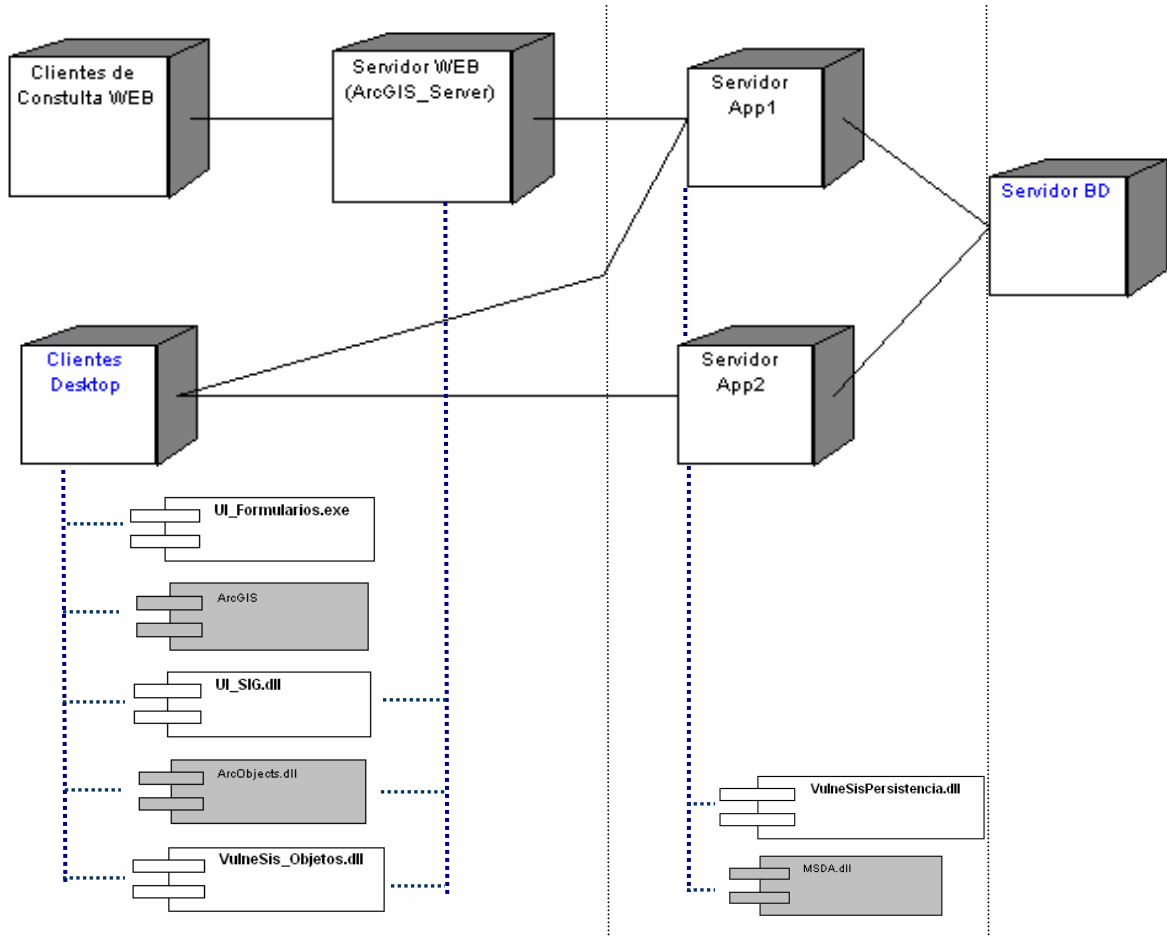 Clientes de
Constulta WEB
Servidor WEB
(ArcGIS_Server)
Servidor
App1
Servidor BD
Clientes
Desktop
Servidor
App2
UI_Formularios.exe
ArcGIS
UI_SIG.dll
ArcObjects.dll
VulneSis_Objetos.dll
VulneSisPersistencia.dll
MSDA.dll